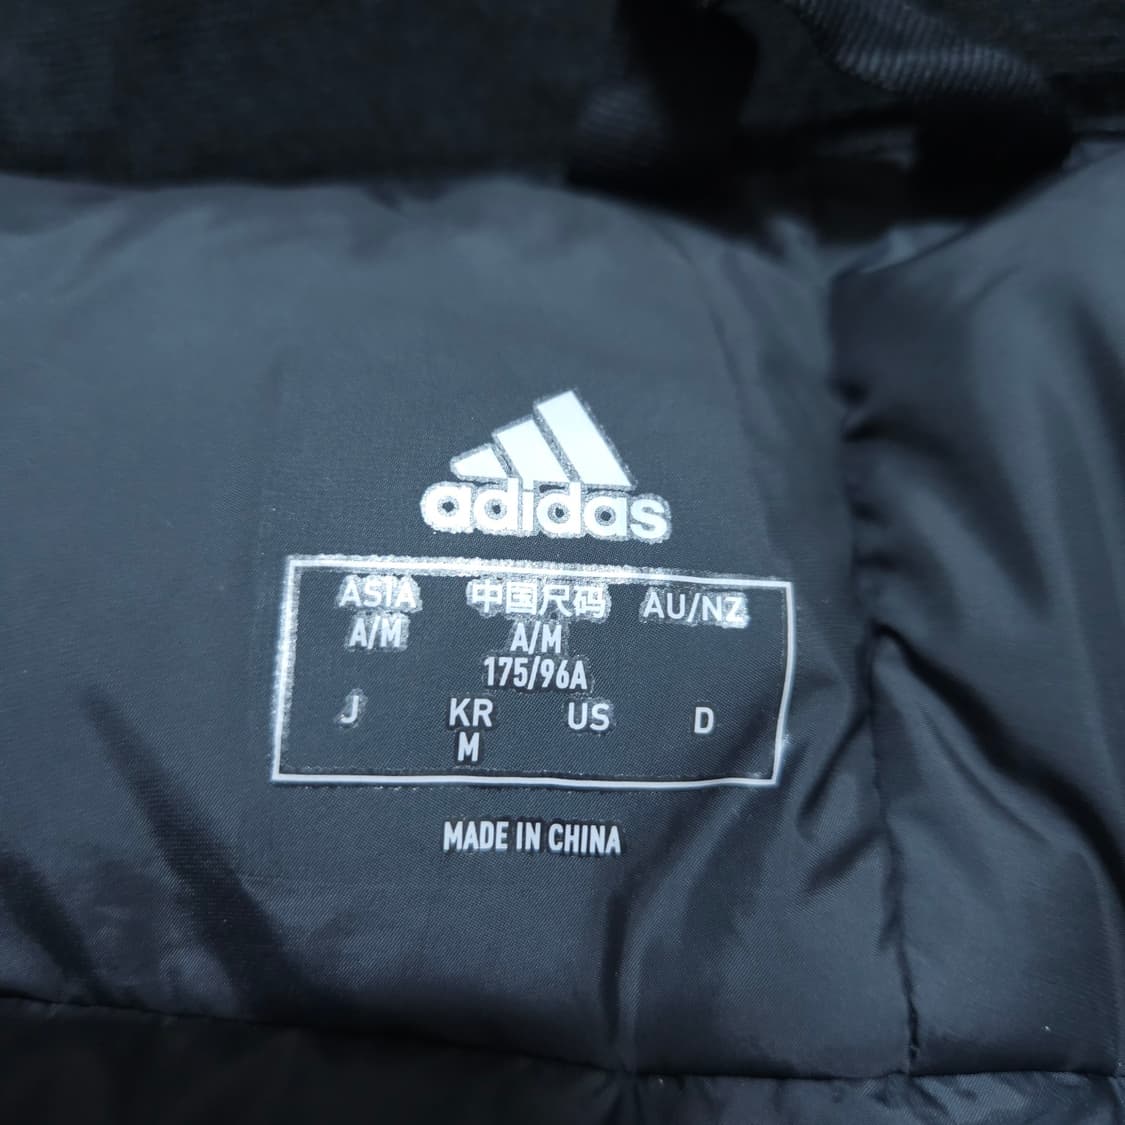 adidas
ASIA 中国尺码 AU/NZ
A/M A/M
175/96A
J KR US D
M
MADE IN CHINA